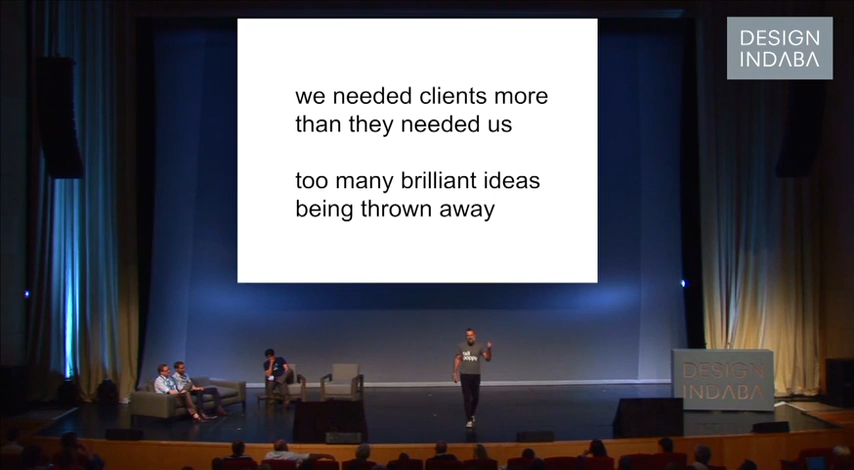 we needed clients more
than they needed us
too many brilliant ideas
being thrown away
DESIGN
INDABA
DESIGN
INDABA